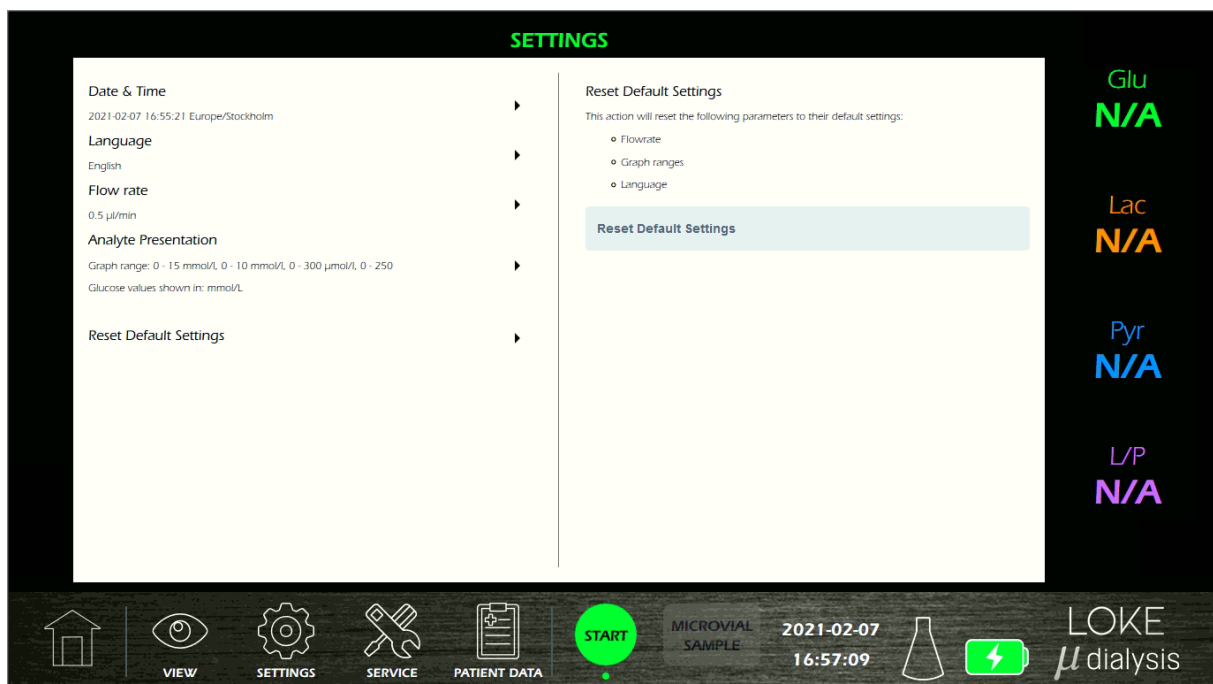 SETTINGS
Date & Time
2021-02-07 16:55:21 Europe/Stockholm
Language
English
Flow rate
0.5 µl/min
Analyte Presentation
Graph range: 0 - 15 mmol/l, 0 - 10 mmol/l, 0 - 300 µmol/l, 0 - 250
Glucose values shown in: mmol/L
Reset Default Settings
Reset Default Settings
This action will reset the following parameters to their default settings:
Flowrate
Graph ranges
Language
Reset Default Settings
Glu
N/A
Lac
N/A
Pyr
N/A
L/P
N/A
VIEW
SETTINGS
SERVICE
PATIENT DATA
START
MICROVIAL
SAMPLE
2021-02-07
16:57:09
LOKE
µ dialysis